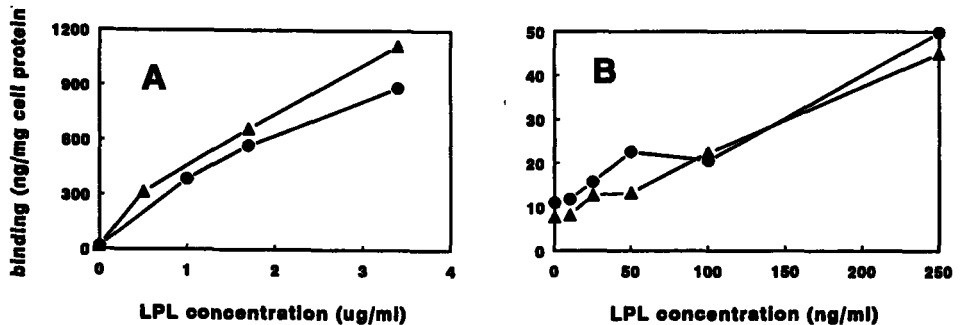 binding (ng/mg cell protein
1200
900
600
300
0
A
0 1 2 3 4
LPL concentration (ug/ml)
50
40
30
20
10
0
B
0 50 100 150 200 250
LPL concentration (ng/ml)